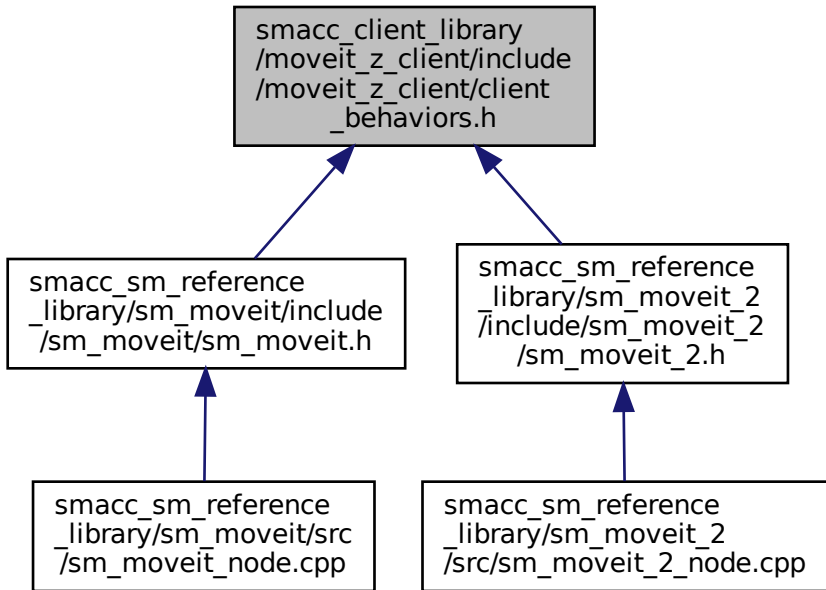 smacc_client_library
/moveit_z_client/include
/moveit_z_client/client
_behaviors.h
smacc_sm_reference
_library/sm_moveit/include
/sm_moveit/sm_moveit.h
smacc_sm_reference
_library/sm_moveit_2
/include/sm_moveit_2
/sm_moveit_2.h
smacc_sm_reference
_library/sm_moveit/src
/sm_moveit_node.cpp
smacc_sm_reference
_library/sm_moveit_2
/src/sm_moveit_2_node.cpp